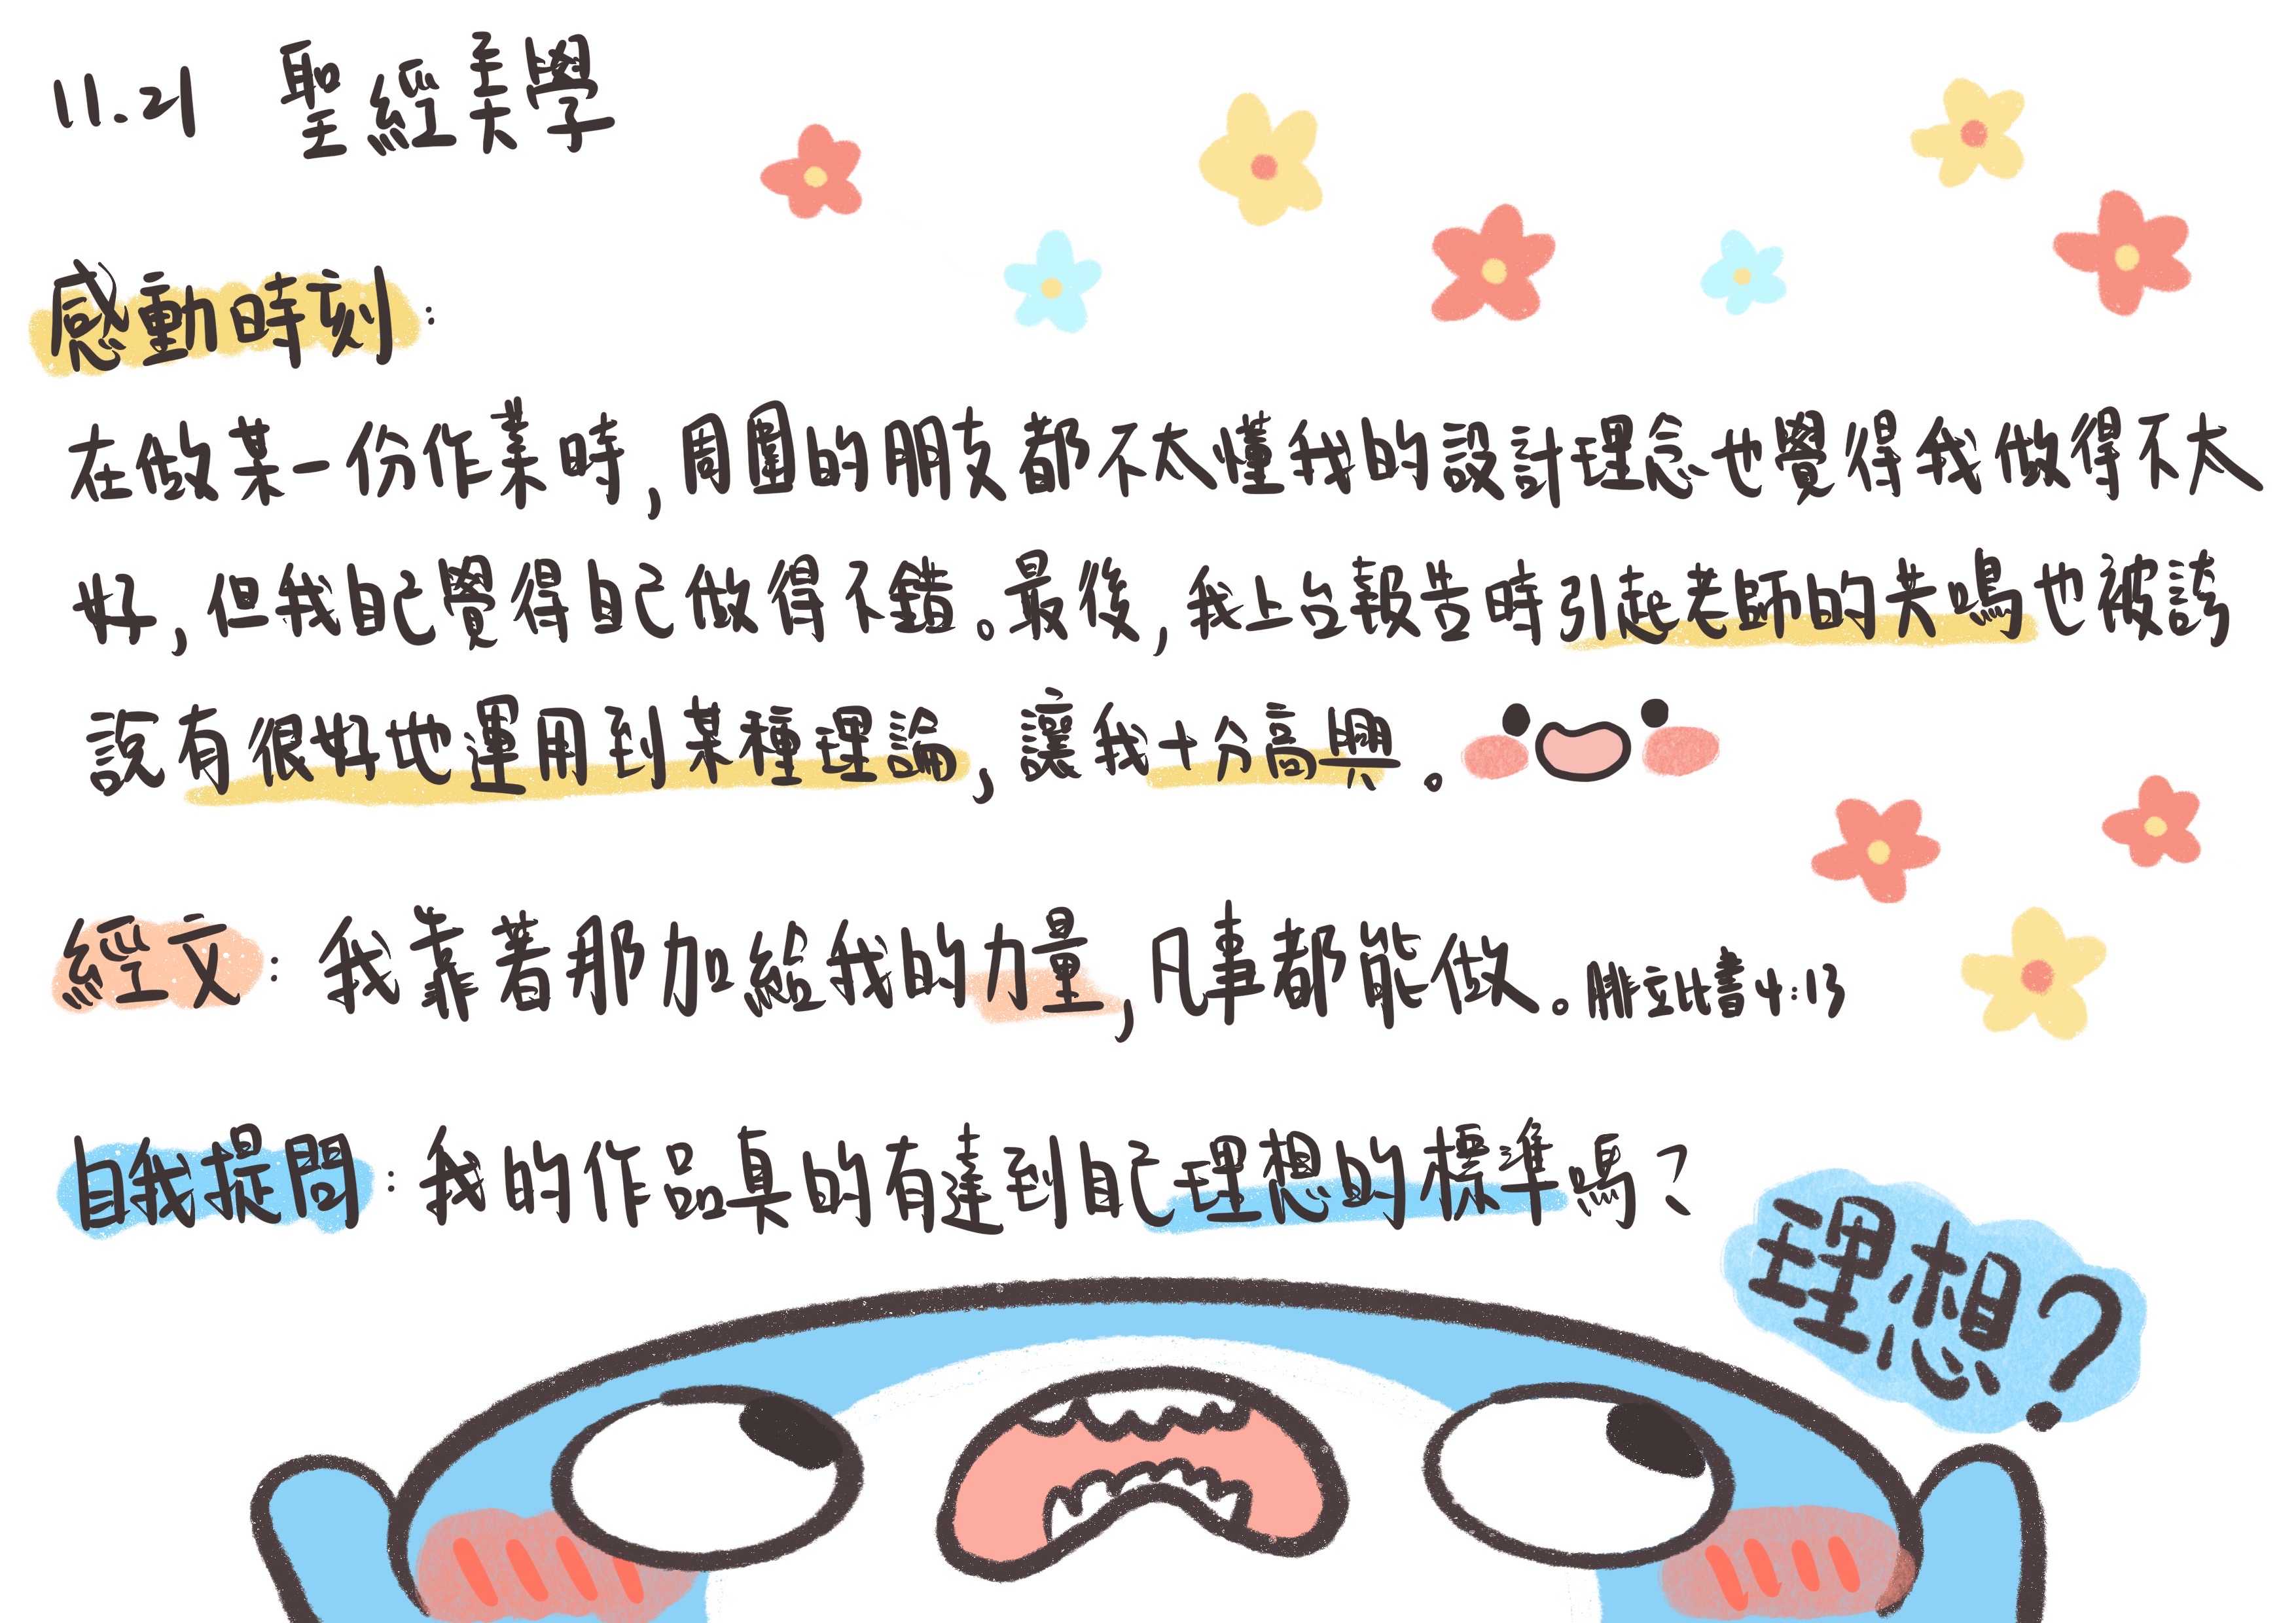 11.21 聖經美學
感動時刻:
在做某一份作業時,周圍的朋友都不太懂我的設計理念也覺得我做得不太
好,但我自己覺得自己做得不錯。最後,我上台報告時引起老師的共鳴也被誇
說有很好地運用到某種理論,讓我十分高興。
經文:我靠著那加給我的力量,凡事都能做。腓立比書4:13
自我提問:我的作品真的有達到自己理想的標準嗎?
理想?